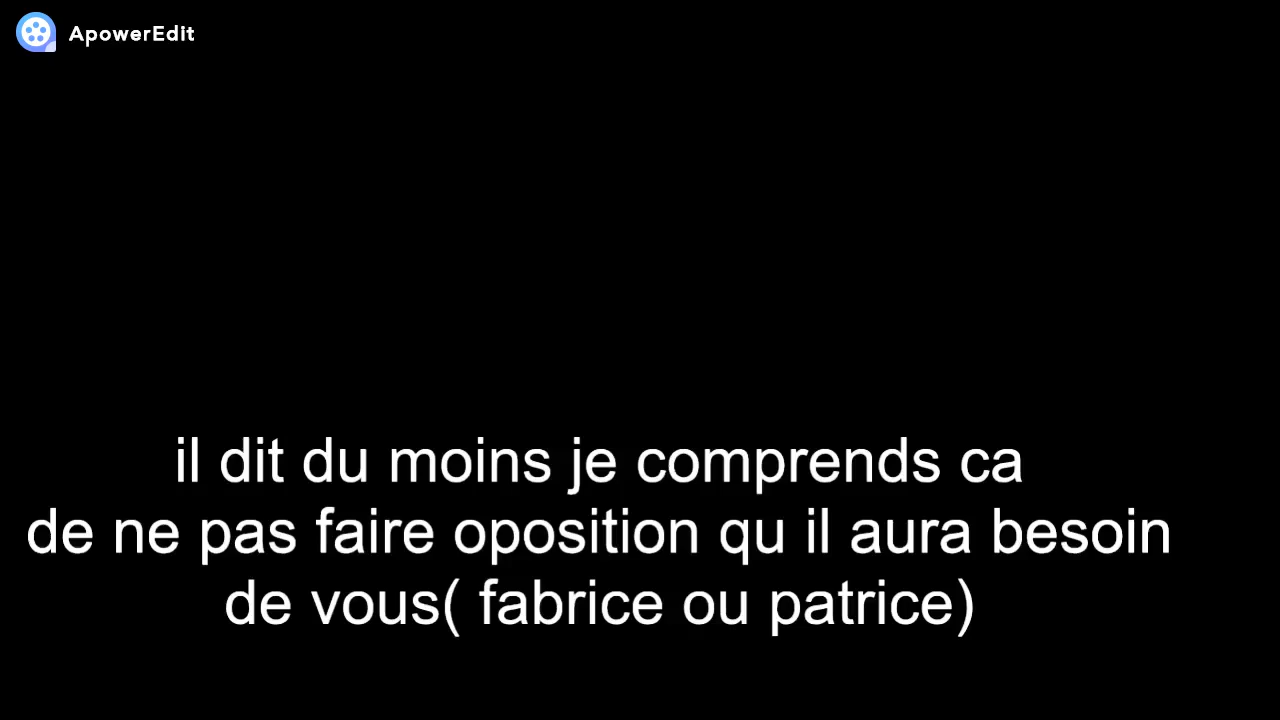 ApowerEdit
il dit du moins je comprends ca
de ne pas faire oposition qu il aura besoin
de vous( fabrice ou patrice)